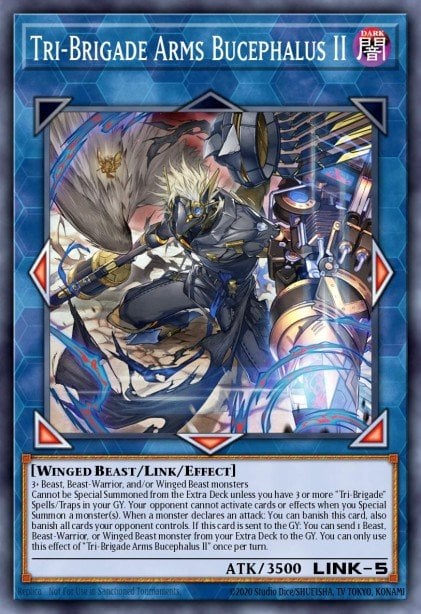 TRI-BRIGADE ARMS BUCEPHALUS II
DARK
闇
[WINGED BEAST/LINK/EFFECT]
3+ Beast, Beast-Warrior, and/or Winged Beast monsters
Cannot be Special Summoned from the Extra Deck unless you have 3 or more "Tri-Brigade"
Spells/Traps in your GY. Your opponent cannot activate cards or effects when you Special
Summon a monster(s). When a monster declares an attack: You can banish this card, also
banish all cards your opponent controls. If this card is sent to the GY: You can send 1 Beast,
Beast-Warrior, or Winged Beast monster from your Extra Deck to the GY. You can only use
this effect of "Tri-Brigade Arms Bucephalus II" once per turn.
ATK/3500 LINK-5
Replica - Not For Use in Sanctioned Tournaments
©2020 Studio Dice/SHUEISHA, TV TOKYO, KONAMI